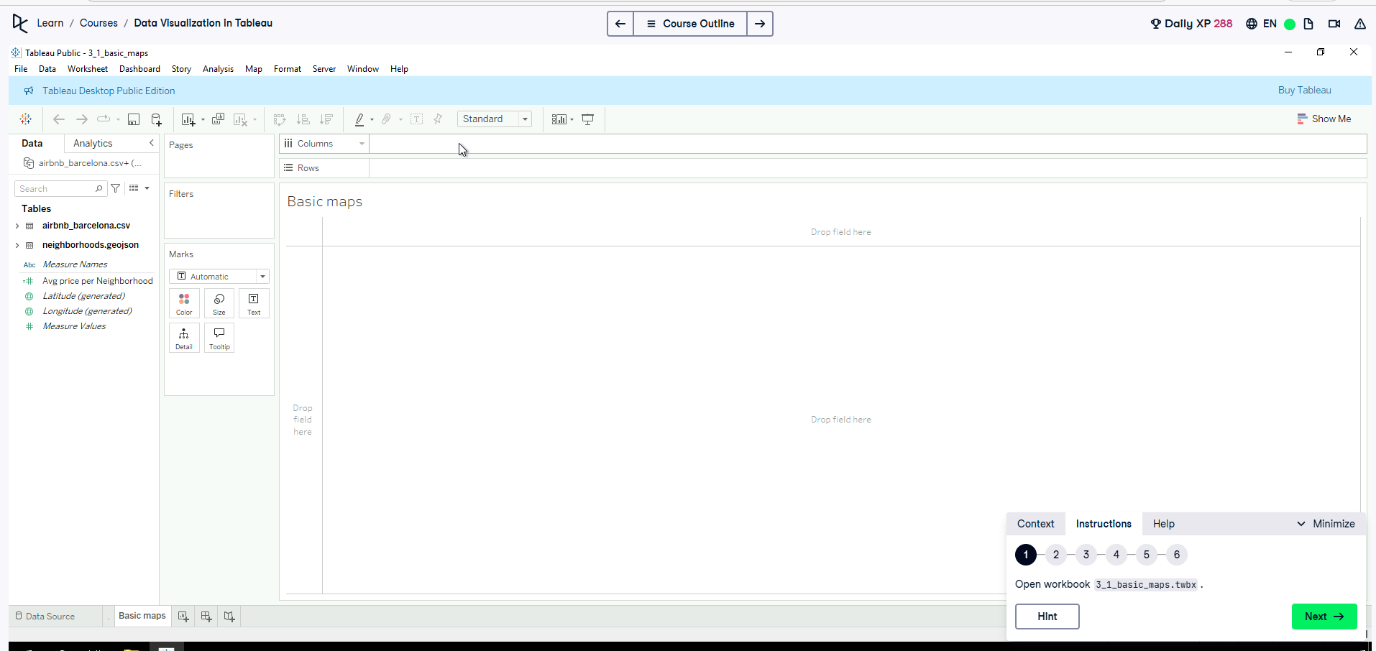 Learn / Courses / Data Visualization in Tableau
Course Outline
Daily XP 288
EN
Tableau Public - 3_1_basic_maps
File Data Worksheet Dashboard Story Analysis Map Format Server Window Help
Tableau Desktop Public Edition
Buy Tableau
Standard
Show Me
Data Analytics
Pages
Columns
airbnb_barcelona.csv+ (...
Rows
Search
Filters
Basic maps
Tables
airbnb_barcelona.csv
Drop field here
neighborhoods.geojson
Marks
Abc Measure Names
Automatic
Avg price per Neighborhood
Latitude (generated)
Longitude (generated)
Color Size Text
Measure Values
Detail Tooltip
Drop
field
here
Drop field here
Context Instructions Help Minimize
1 2 3 4 5 6
Open workbook 3_1_basic_maps.twbx .
Hint Next
Data Source Basic maps